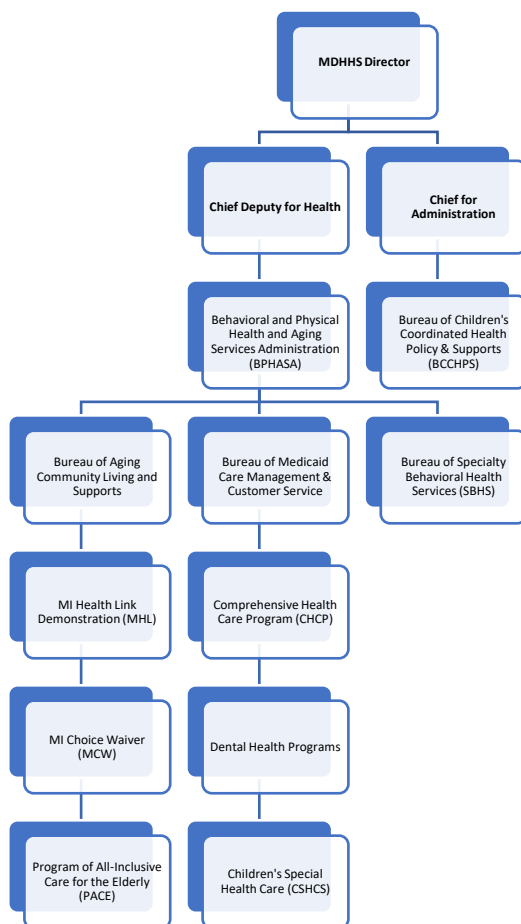 MDHHS Director
Chief Deputy for Health
Chief for
Administration
Behavioral and Physical
Health and Aging
Services Administration
(BPHASA)
Bureau of Children's
Coordinated Health
Policy & Supports
(BCCHPS)
Bureau of Aging
Community Living and
Supports
Bureau of Medicaid
Care Management &
Customer Service
Bureau of Specialty
Behavioral Health
Services (SBHS)
MI Health Link
Demonstration (MHL)
Comprehensive Health
Care Program (CHCP)
MI Choice Waiver
(MCW)
Dental Health Programs
Program of All-Inclusive
Care for the Elderly
(PACE)
Children's Special
Health Care (CSHCS)